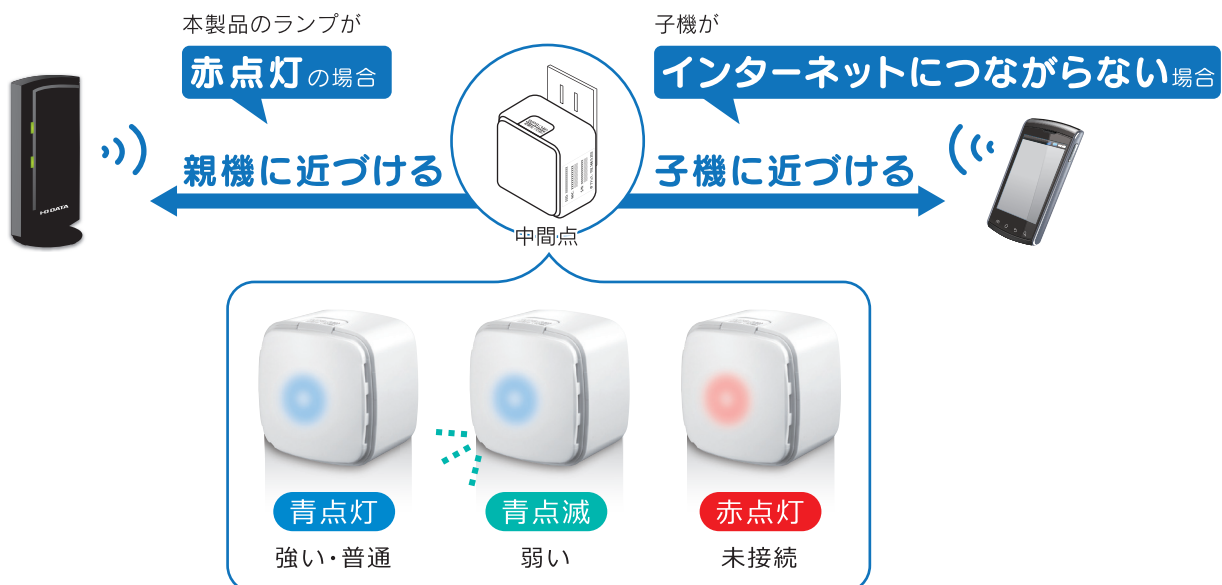 本製品のランプが
赤点灯の場合
子機が
インターネットにつながらない場合
親機に近づける
子機に近づける
I-O DATA
中間点
青点灯
強い・普通
青点滅
弱い
赤点灯
未接続